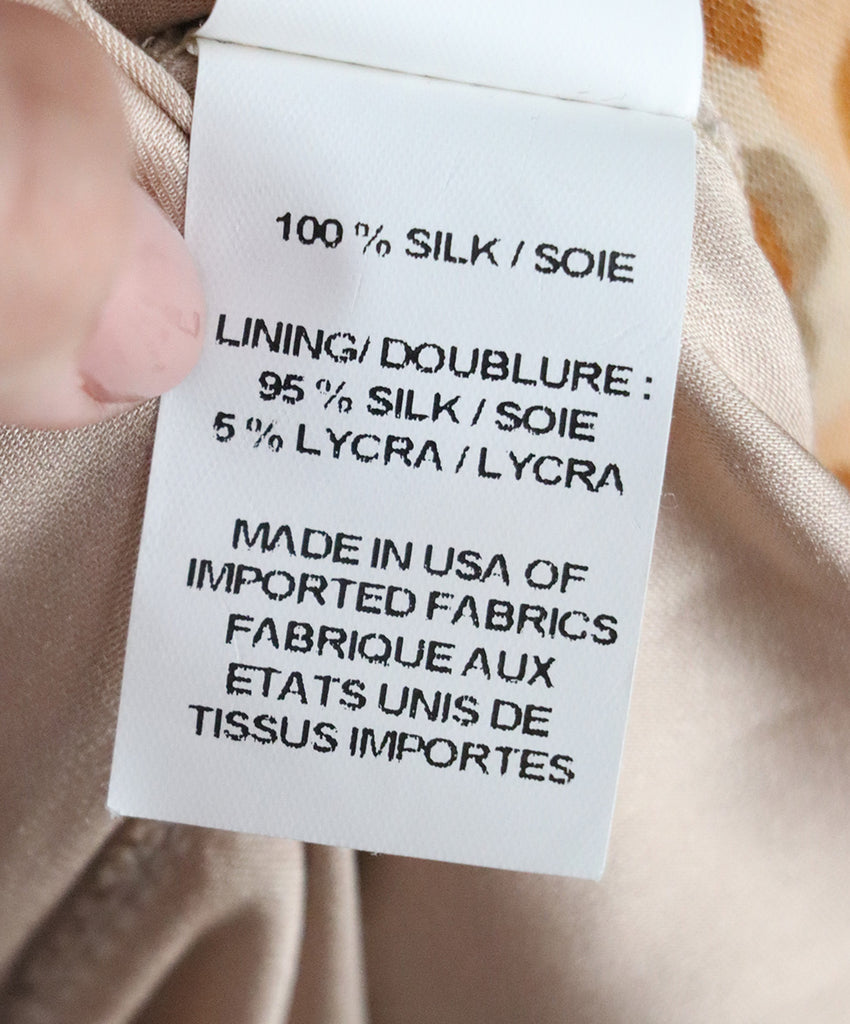 100 % SILK / SOIE
LINING/ DOUBLURE :
95 % SILK / SOIE
5 % LYCRA / LYCRA
MADE IN USA OF
IMPORTED FABRICS
FABRIQUE AUX
ETATS UNIS DE
TISSUS IMPORTES